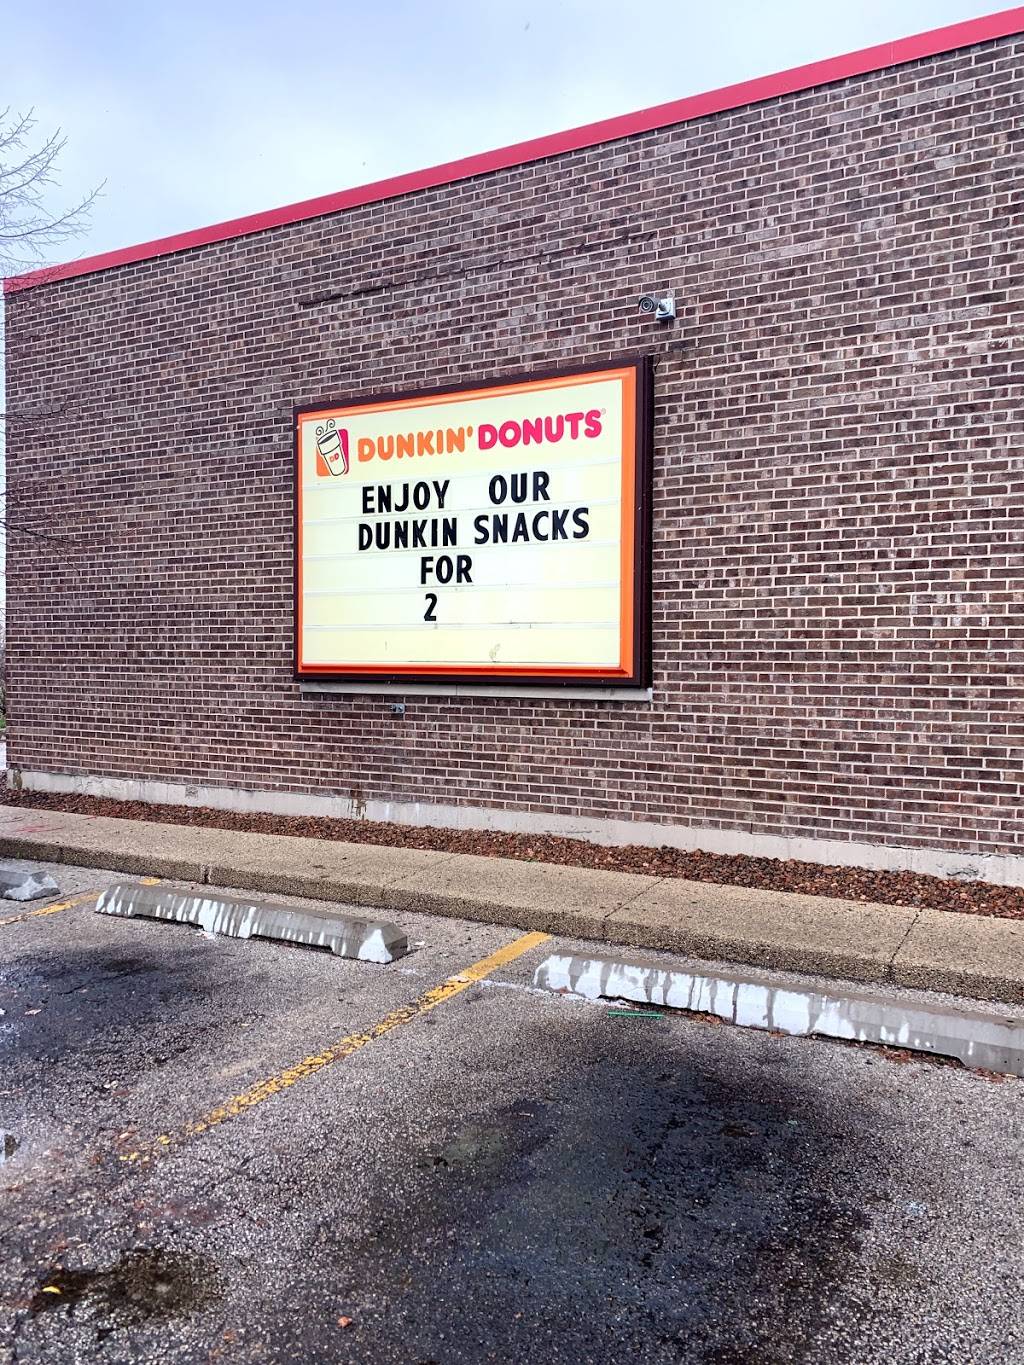 DUNKIN' DONUTS
ENJOY OUR
DUNKIN SNACKS
FOR
2